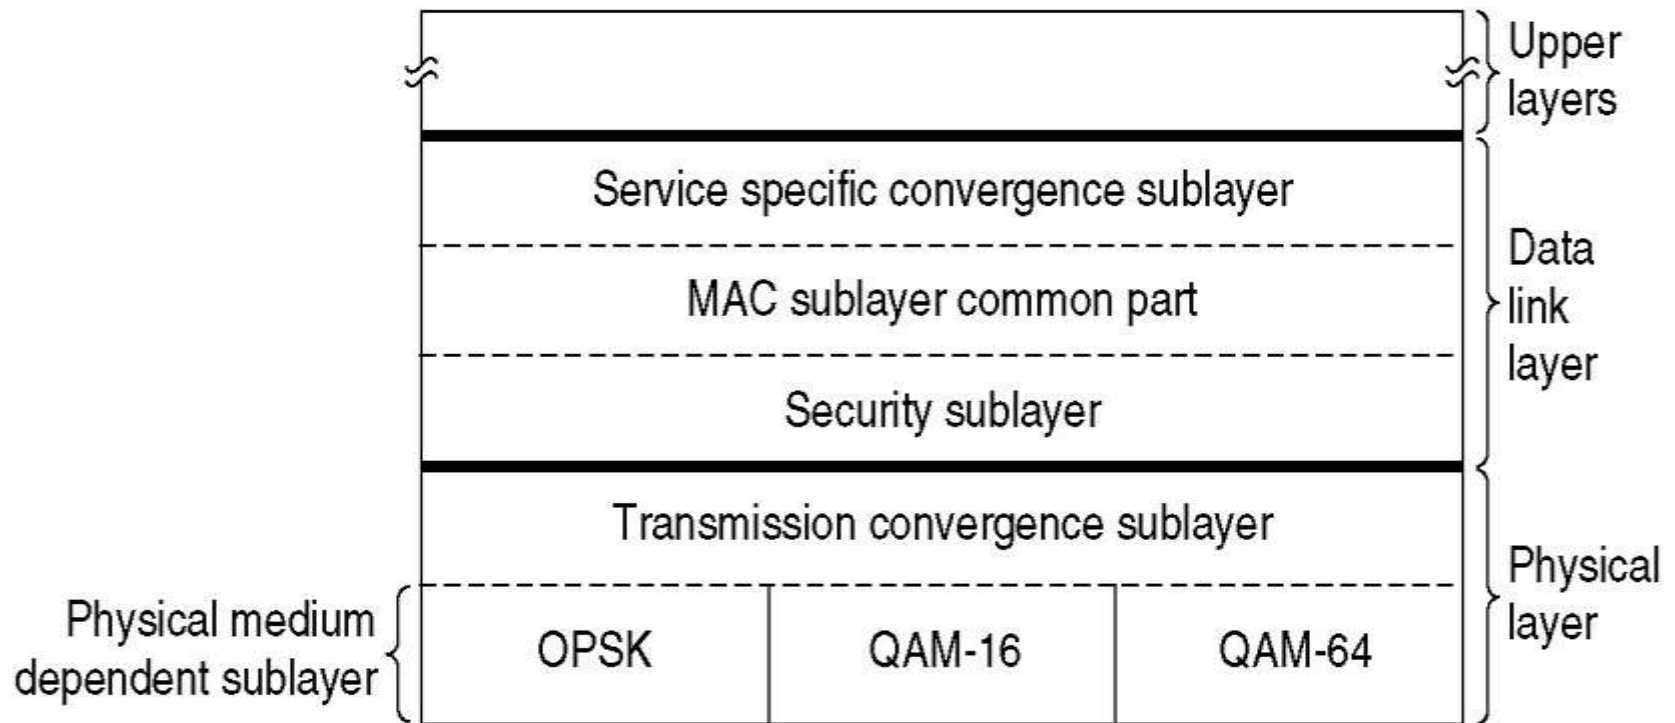 Upper
layers
Service specific convergence sublayer
MAC sublayer common part
Security sublayer
Data
link
layer
Transmission convergence sublayer
Physical medium
dependent sublayer
OPSK
QAM-16
QAM-64
Physical
layer